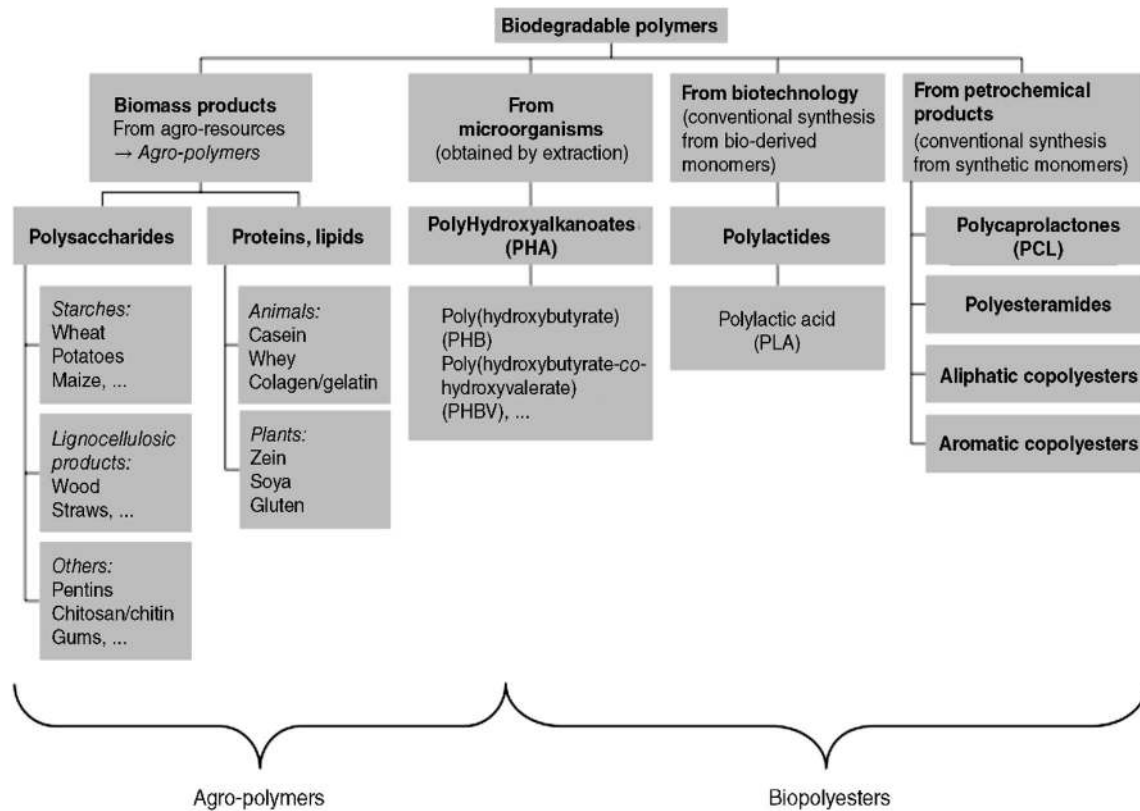 Biodegradable polymers
Biomass products
From agro-resources
→ Agro-polymers
From
microorganisms
(obtained by extraction)
From biotechnology
(conventional synthesis
from bio-derived
monomers)
From petrochemical
products
(conventional synthesis
from synthetic monomers)
Polysaccharides
Proteins, lipids
PolyHydroxyalkanoates
(PHA)
Polylactides
Polycaprolactones
(PCL)
Starches:
Wheat
Potatoes
Maize, ...
Animals:
Casein
Whey
Colagen/gelatin
Poly(hydroxybutyrate)
(PHB)
Poly(hydroxybutyrate-co-
hydroxyvalerate)
(PHBV), ...
Polylactic acid
(PLA)
Polyesteramides
Aliphatic copolyesters
Aromatic copolyesters
Lignocellulosic
products:
Wood
Straws, ...
Plants:
Zein
Soya
Gluten
Others:
Pentins
Chitosan/chitin
Gums, ...
Agro-polymers
Biopolyesters